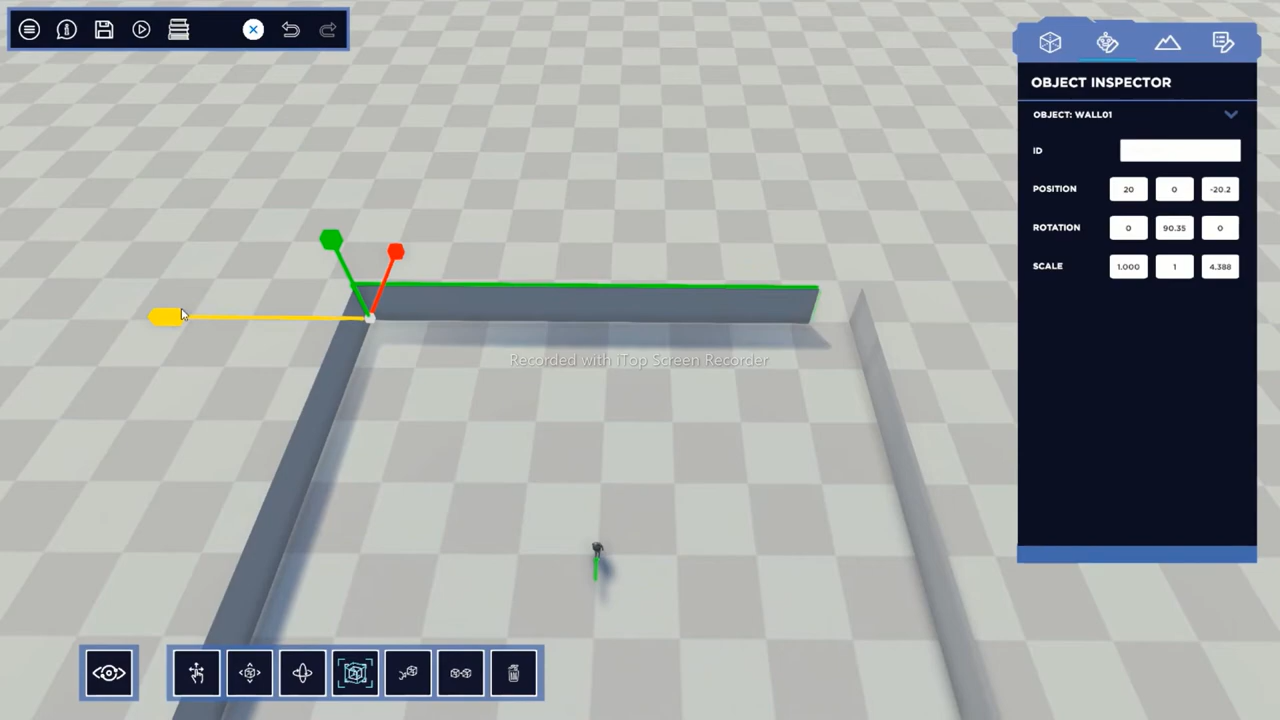 OBJECT INSPECTOR
OBJECT: WALL01
ID
POSITION 20 0 -20.2
ROTATION 0 90.35 0
SCALE 1.000 1 4.388
Recorded with iTop Screen Recorder